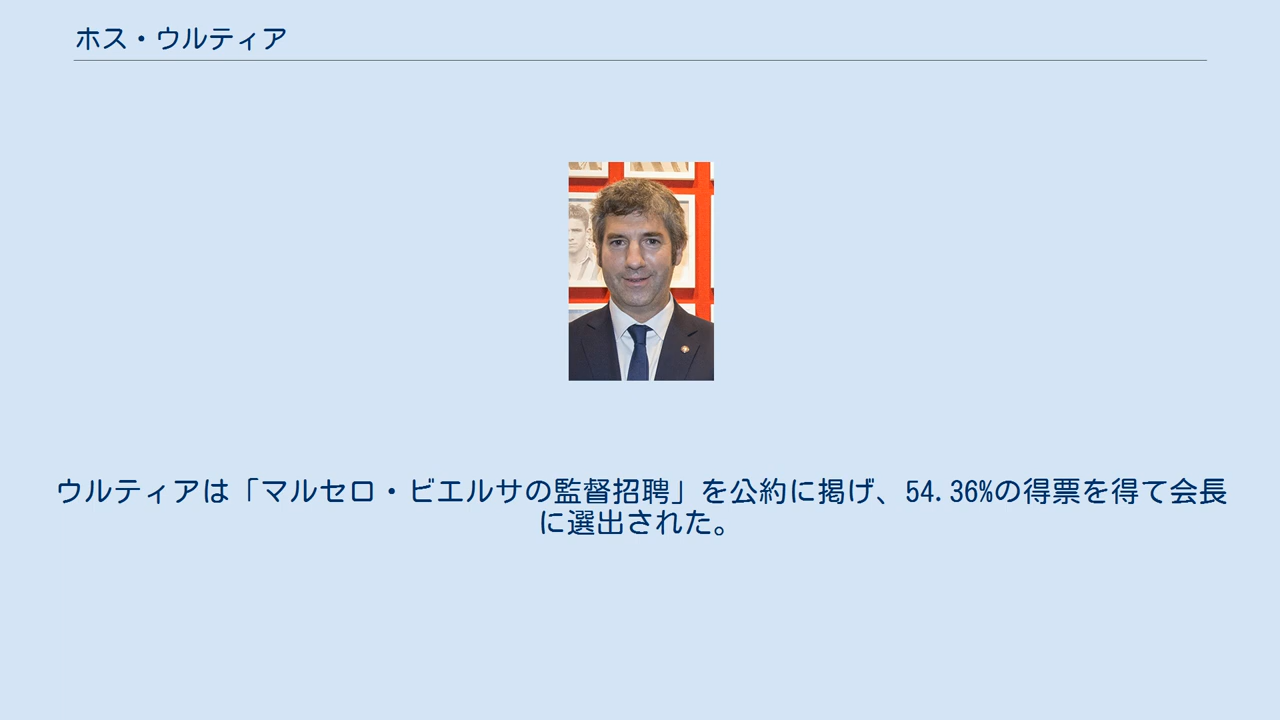 ホス・ウルティア
ウルティアは「マルセロ・ビエルサの監督招聘」を公約に掲げ、54.36%の得票を得て会長
に選出された。